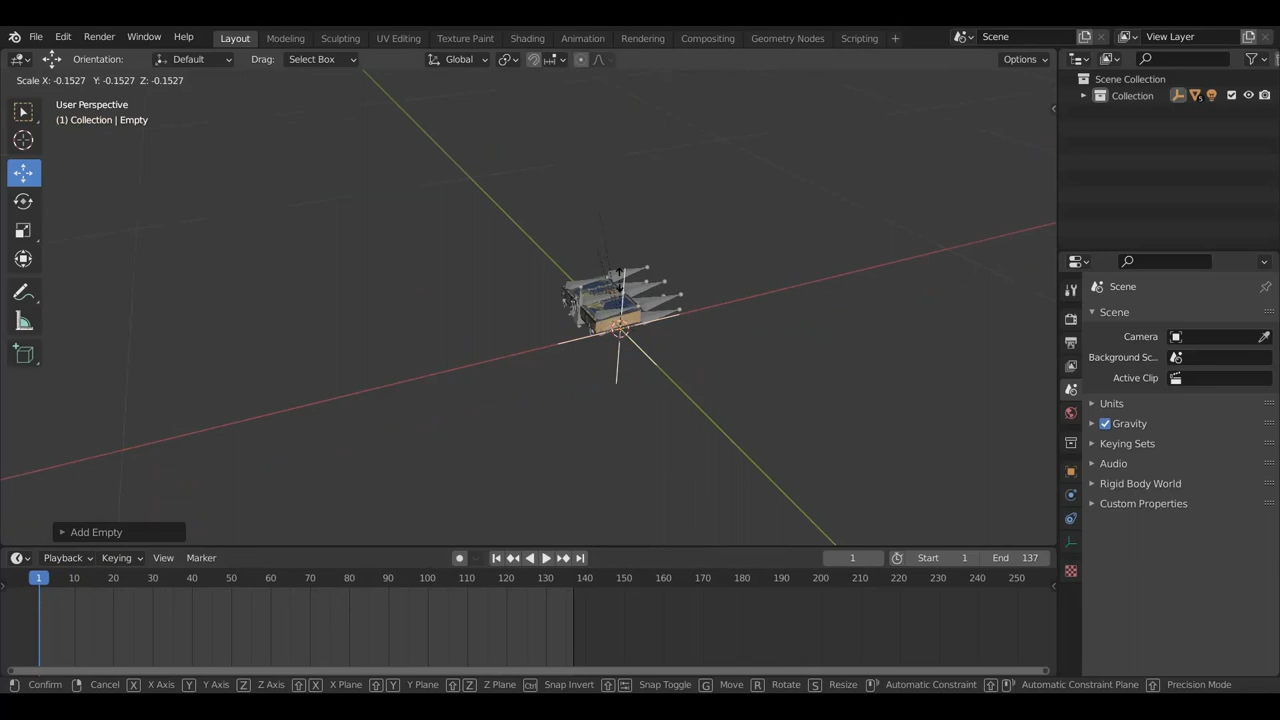 File Edit Render Window Help Layout Modeling Sculpting UV Editing Texture Paint Shading Animation Rendering Compositing Geometry Nodes Scripting + Scene View Layer
Orientation: Default Drag: Select Box Global Options
Scale X: -0.1527 Y: -0.1527 Z: -0.1527
User Perspective
(1) Collection | Empty
Scene Collection
Collection 5
Scene
Scene
Camera
Background Sc...
Active Clip
Units
Gravity
Keying Sets
Audio
Rigid Body World
Custom Properties
Add Empty
Playback Keying View Marker 1 Start 1 End 137
1 10 20 30 40 50 60 70 80 90 100 110 120 130 140 150 160 170 180 190 200 210 220 230 240 250
Confirm Cancel X X Axis Y Y Axis Z Z Axis X X Plane Y Y Plane Z Z Plane Ctrl Snap Invert Snap Toggle G Move R Rotate S Resize Automatic Constraint Automatic Constraint Plane Precision Mode